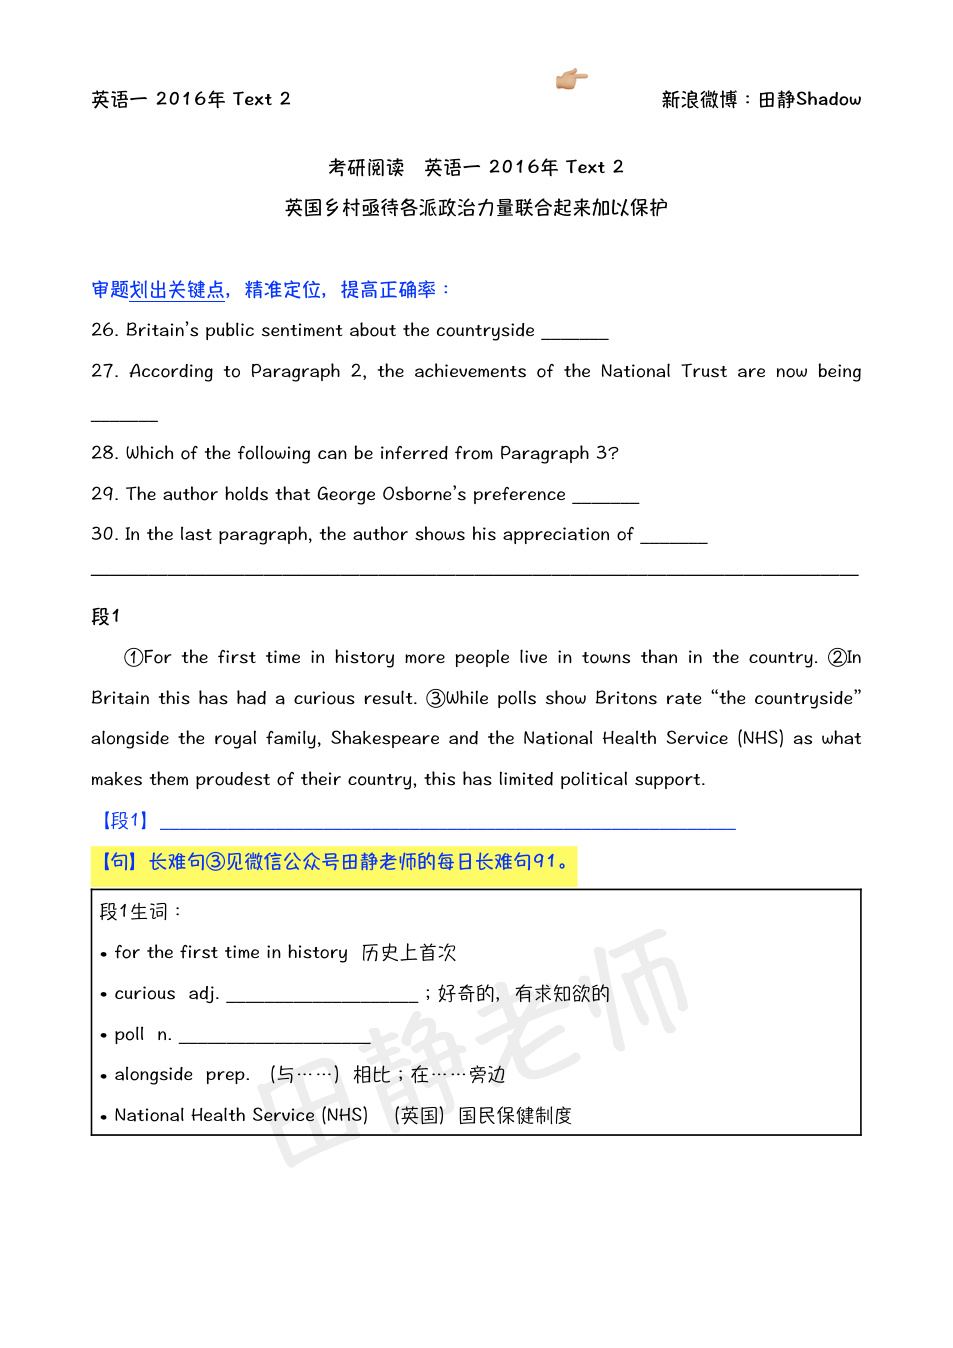 英语一 2016年 Text 2
新浪微博：田静Shadow
考研阅读 英语一 2016年 Text 2
英国乡村亟待各派政治力量联合起来加以保护
审题划出关键点，精准定位，提高正确率：
26. Britain’s public sentiment about the countryside _______
27. According to Paragraph 2, the achievements of the National Trust are now being
_______
28. Which of the following can be inferred from Paragraph 3?
29. The author holds that George Osborne’s preference _______
30. In the last paragraph, the author shows his appreciation of _______
段1
①For the first time in history more people live in towns than in the country. ②In
Britain this has had a curious result. ③While polls show Britons rate “the countryside”
alongside the royal family, Shakespeare and the National Health Service (NHS) as what
makes them proudest of their country, this has limited political support.
【段1】____________________________________________________________
【句】长难句③见微信公众号田静老师的每日长难句91。
段1生词：
• for the first time in history 历史上首次
• curious adj. ____________________；好奇的，有求知欲的
• poll n. ____________________
• alongside prep. （与……）相比；在……旁边
• National Health Service (NHS) （英国）国民保健制度
田静老师